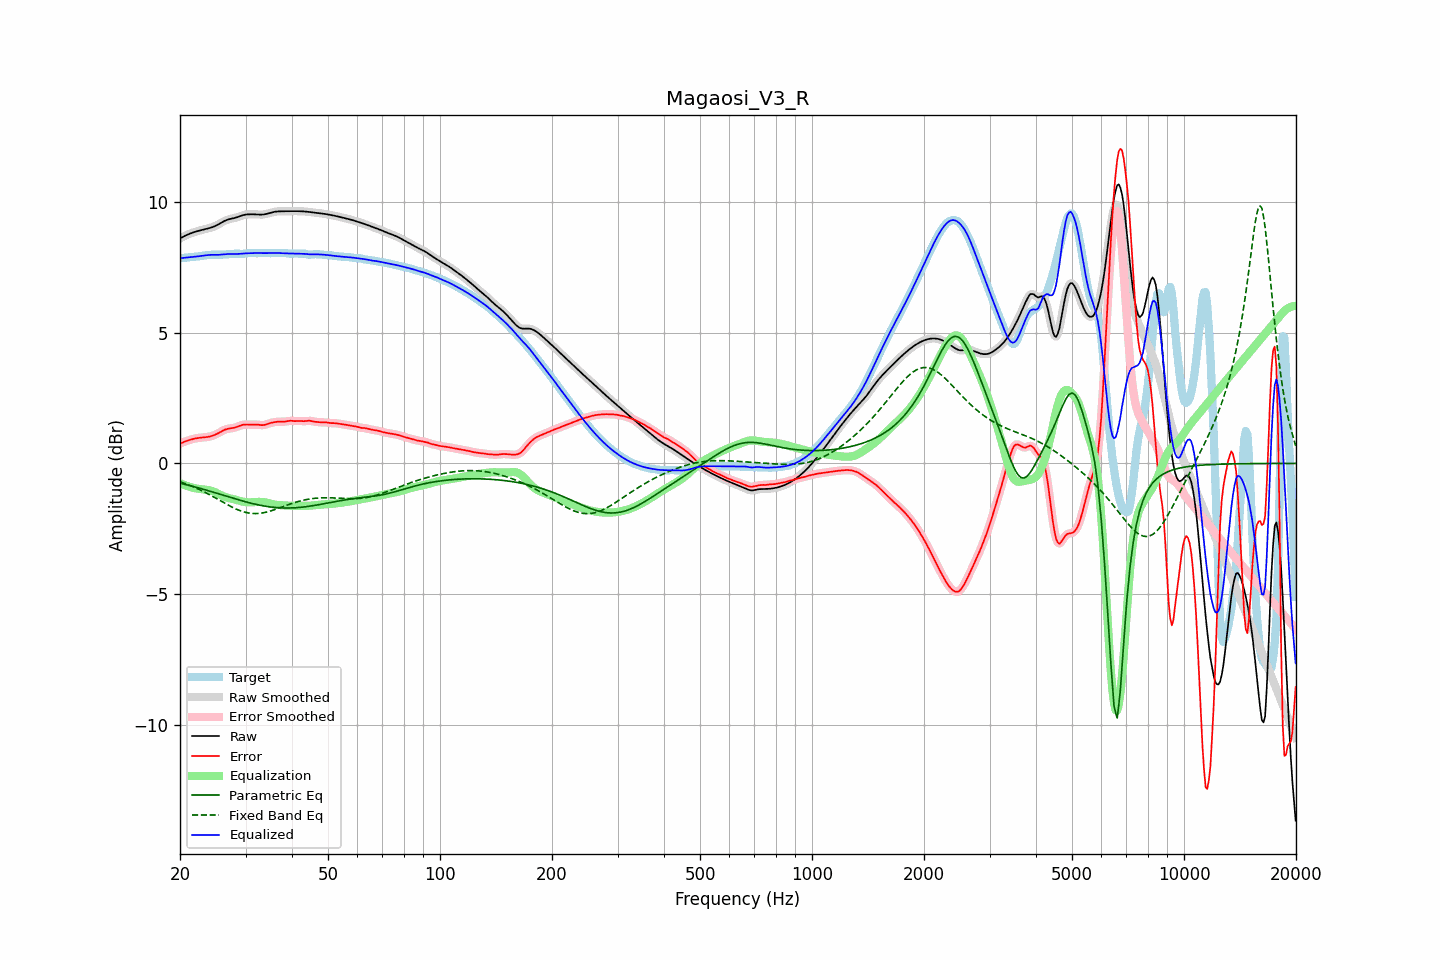 Magaosi_V3_R
Amplitude (dBr)
10
5
0
−5
−10
Target
Raw Smoothed
Error Smoothed
Raw
Error
Equalization
Parametric Eq
Fixed Band Eq
Equalized
20 50 100 200 500 1000 2000 5000 10000 20000
Frequency (Hz)